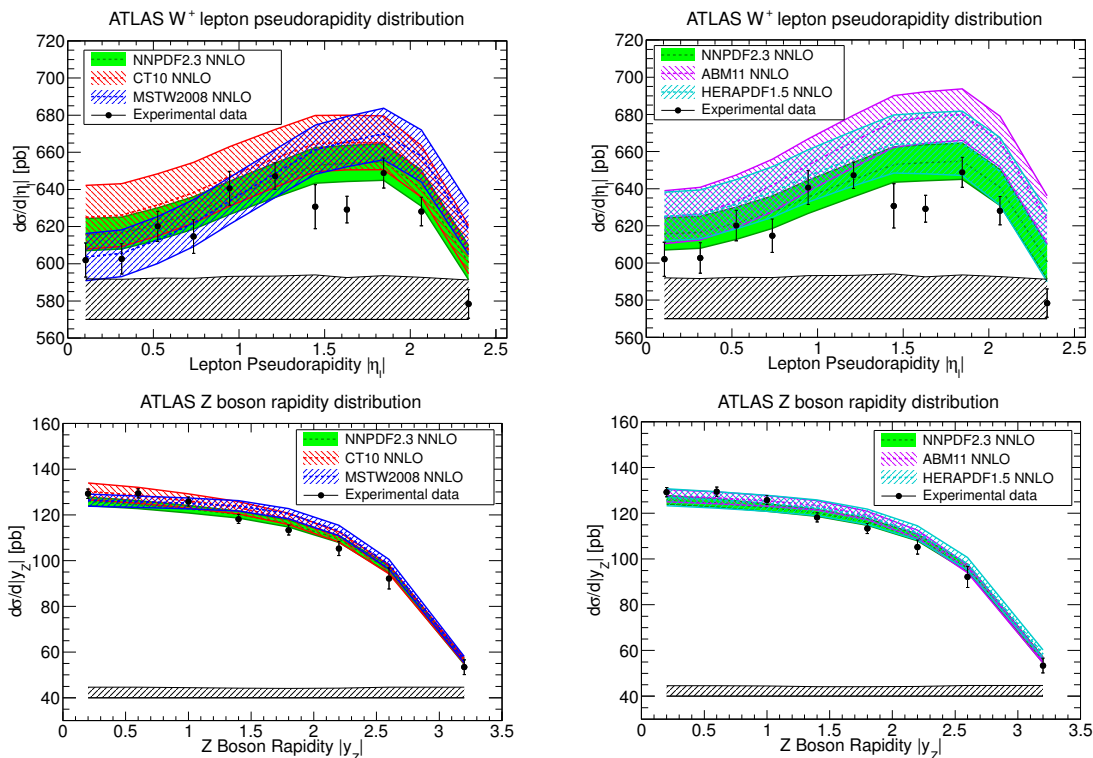 ATLAS W⁺ lepton pseudorapidity distribution
dσ/d|ηₗ| [pb]
720
700
680
660
640
620
600
580
560
NNPDF2.3 NNLO
CT10 NNLO
MSTW2008 NNLO
Experimental data
0 0.5 1 1.5 2 2.5
Lepton Pseudorapidity |ηₗ|
ATLAS W⁺ lepton pseudorapidity distribution
dσ/d|ηₗ| [pb]
720
700
680
660
640
620
600
580
560
NNPDF2.3 NNLO
ABM11 NNLO
HERAPDF1.5 NNLO
Experimental data
0 0.5 1 1.5 2 2.5
Lepton Pseudorapidity |ηₗ|
ATLAS Z boson rapidity distribution
dσ/d|y_Z| [pb]
160
140
120
100
80
60
40
NNPDF2.3 NNLO
CT10 NNLO
MSTW2008 NNLO
Experimental data
0 0.5 1 1.5 2 2.5 3 3.5
Z Boson Rapidity |y_Z|
ATLAS Z boson rapidity distribution
dσ/d|y_Z| [pb]
160
140
120
100
80
60
40
NNPDF2.3 NNLO
ABM11 NNLO
HERAPDF1.5 NNLO
Experimental data
0 0.5 1 1.5 2 2.5 3 3.5
Z Boson Rapidity |y_Z|